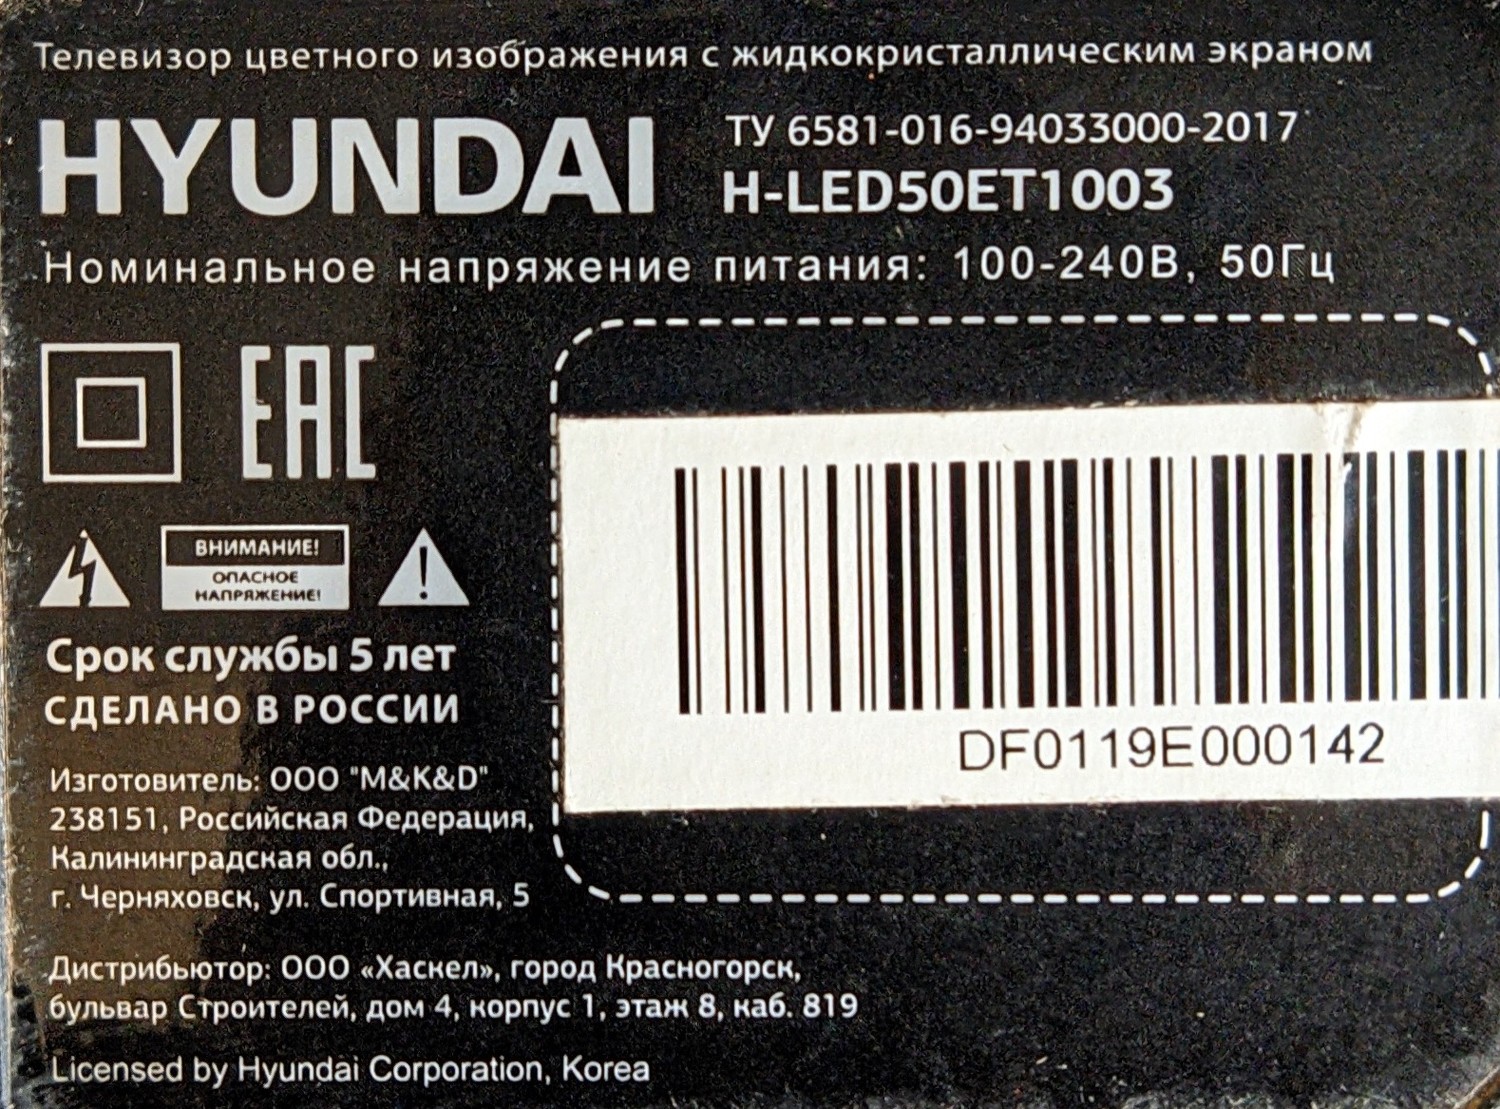 Телевизор цветного изображения с жидкокристаллическим экраном
HYUNDAI
ТУ 6581-016-94033000-2017
H-LED50ET1003
Номинальное напряжение питания: 100-240В, 50Гц
EAC
ВНИМАНИЕ!
ОПАСНОЕ
НАПРЯЖЕНИЕ!
Срок службы 5 лет
СДЕЛАНО В РОССИИ
DF0119E000142
Изготовитель: ООО "M&K&D"
238151, Российская Федерация,
Калининградская обл.,
г. Черняховск, ул. Спортивная, 5
Дистрибьютор: ООО «Хаскел», город Красногорск,
бульвар Строителей, дом 4, корпус 1, этаж 8, каб. 819
Licensed by Hyundai Corporation, Korea